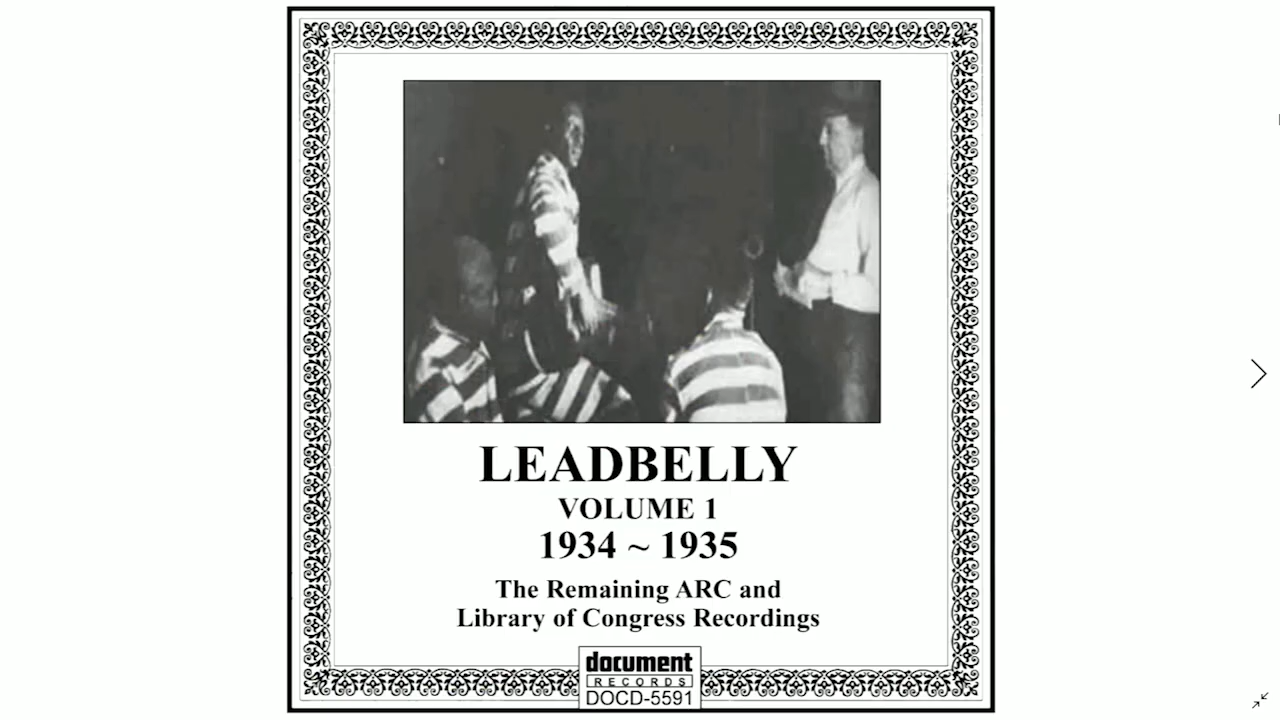 LEADBELLY
VOLUME 1
1934 ~ 1935
The Remaining ARC and
Library of Congress Recordings
document
RECORDS
DOCD-5591